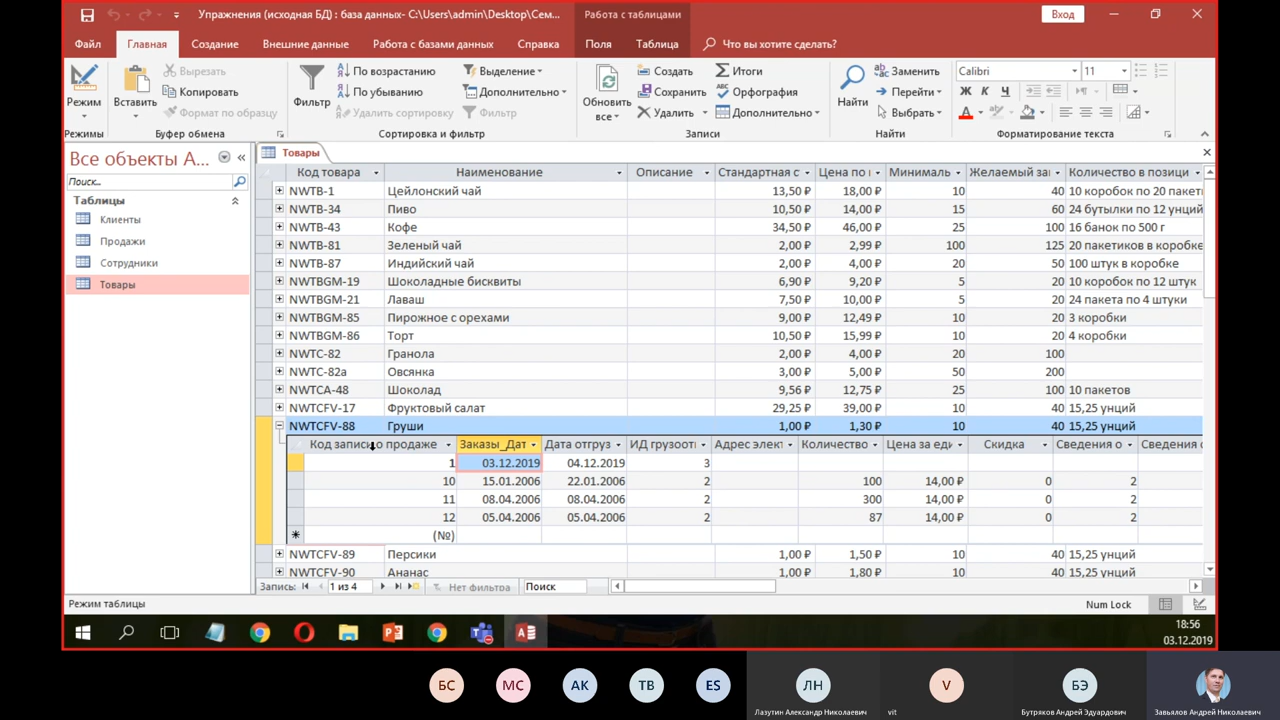 Упражнения (исходная БД) : база данных- C:\Users\admin\Desktop\Сем...
Работа с таблицами
Вход
Файл Главная Создание Внешние данные Работа с базами данных Справка Поля Таблица Что вы хотите сделать?
Режим
Режимы
Вставить
Вырезать
Копировать
Формат по образцу
Буфер обмена
Фильтр
По возрастанию
По убыванию
Удалить сортировку
Выделение
Дополнительно
Фильтр
Сортировка и фильтр
Обновить
все
Создать
Сохранить
Удалить
Итоги
Орфография
Дополнительно
Записи
Найти
Заменить
Перейти
Выбрать
Найти
Calibri 11
Ж К Ч
Форматирование текста
Все объекты A...
Поиск...
Таблицы
Клиенты
Продажи
Сотрудники
Товары
Товары
Код товара Наименование Описание Стандартная с Цена по Минималь Желаемый за Количество в позици
NWTB-1 Цейлонский чай 13,50 ₽ 18,00 ₽ 10 40 10 коробок по 20 пакет
NWTB-34 Пиво 10,50 ₽ 14,00 ₽ 15 60 24 бутылки по 12 унций
NWTB-43 Кофе 34,50 ₽ 46,00 ₽ 25 100 16 банок по 500 г
NWTB-81 Зеленый чай 2,00 ₽ 2,99 ₽ 100 125 20 пакетиков в коробке
NWTB-87 Индийский чай 2,00 ₽ 4,00 ₽ 20 50 100 штук в коробке
NWTBGM-19 Шоколадные бисквиты 6,90 ₽ 9,20 ₽ 5 20 10 коробок по 12 штук
NWTBGM-21 Лаваш 7,50 ₽ 10,00 ₽ 5 20 24 пакета по 4 штуки
NWTBGM-85 Пирожное с орехами 9,00 ₽ 12,49 ₽ 10 20 3 коробки
NWTBGM-86 Торт 10,50 ₽ 15,99 ₽ 10 20 4 коробки
NWTC-82 Гранола 2,00 ₽ 4,00 ₽ 20 100
NWTC-82a Овсянка 3,00 ₽ 5,00 ₽ 50 200
NWTCA-48 Шоколад 9,56 ₽ 12,75 ₽ 25 100 10 пакетов
NWTCFV-17 Фруктовый салат 29,25 ₽ 39,00 ₽ 10 40 15,25 унций
NWTCFV-88 Груши 1,00 ₽ 1,30 ₽ 10 40 15,25 унций
Код записи о продаже Заказы_Дат Дата отгруз ИД грузоот Адрес элект Количество Цена за еди Скидка Сведения о Сведения о
1 03.12.2019 04.12.2019 3
10 15.01.2006 22.01.2006 2 100 14,00 ₽ 0 2
11 08.04.2006 08.04.2006 2 300 14,00 ₽ 0 2
12 05.04.2006 05.04.2006 2 87 14,00 ₽ 0 2
(№)
NWTCFV-89 Персики 1,00 ₽ 1,50 ₽ 10 40 15,25 унций
NWTCFV-90 Ананас 1,00 ₽ 1,80 ₽ 10 40 15,25 унций
Запись: 1 из 4 Нет фильтра Поиск
Режим таблицы
Num Lock
18:56
03.12.2019
БС МС АК ТВ ES ЛН V БЭ
Лазутин Александр Николаевич vit Бутряков Андрей Эдуардович Завьялов Андрей Николаевич